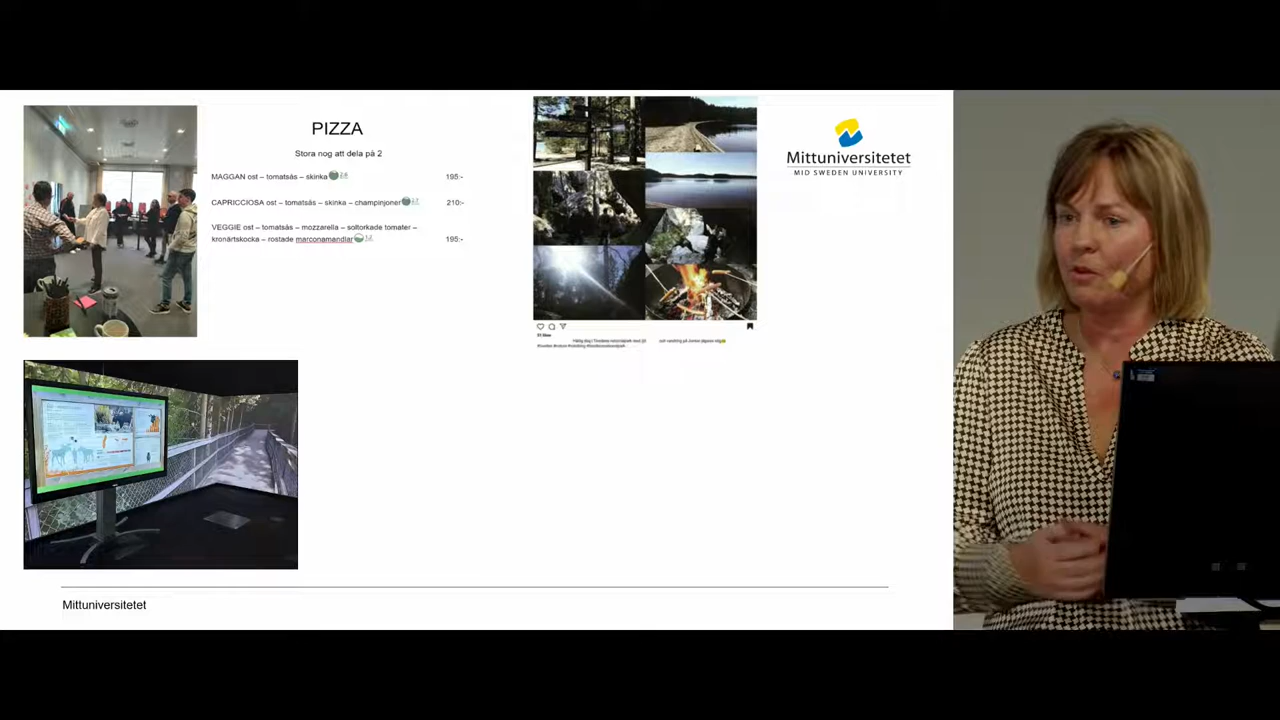 PIZZA
Stora nog att dela på 2
MAGGAN ost – tomatsås – skinka 195:-
CAPRICCIOSA ost – tomatsås – skinka – champinjoner 210:-
VEGGIE ost – tomatsås – mozzarella – soltorkade tomater –
kronärtskocka – rostade marconamandlar 195:-
Mittuniversitetet
MID SWEDEN UNIVERSITY
Mittuniversitetet